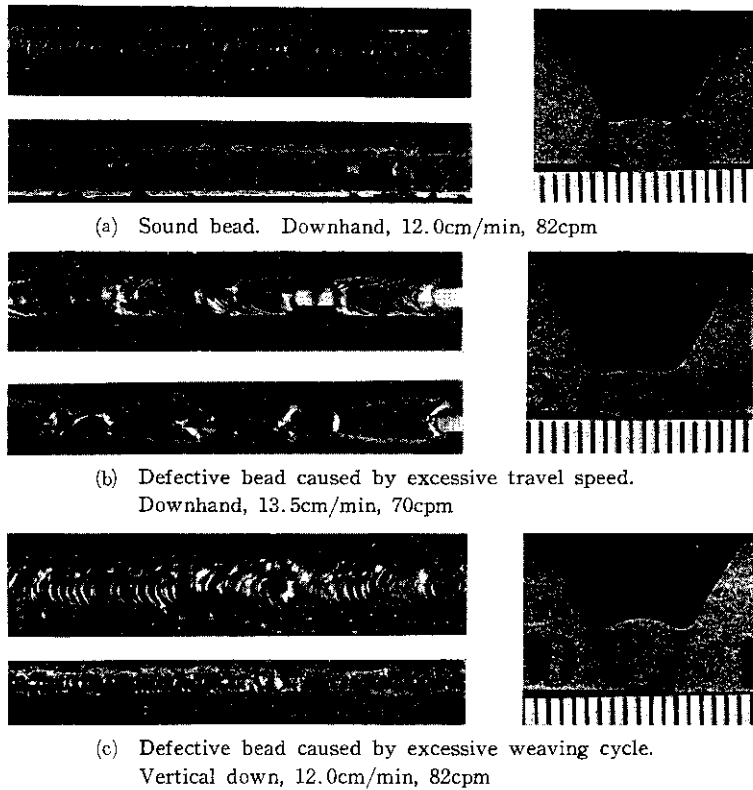 (a) Sound bead. Downhand, 12.0cm/min, 82cpm
(b) Defective bead caused by excessive travel speed.
Downhand, 13.5cm/min, 70cpm
(c) Defective bead caused by excessive weaving cycle.
Vertical down, 12.0cm/min, 82cpm